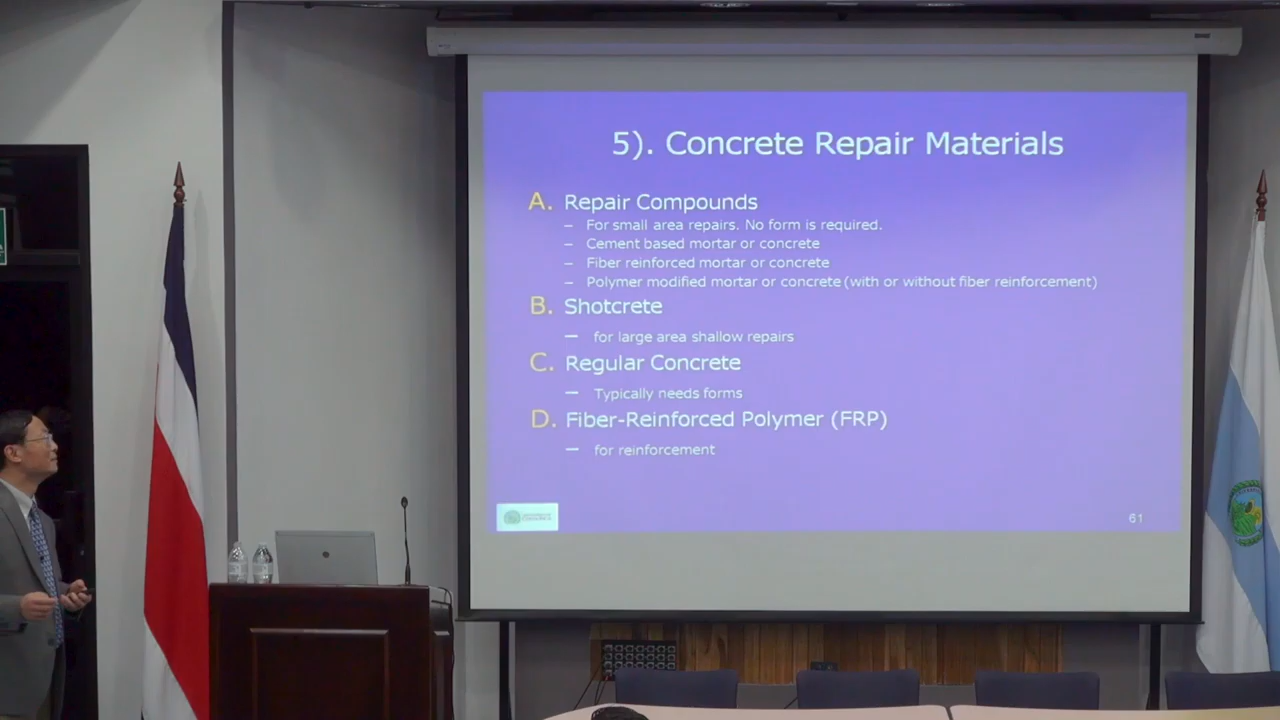 5). Concrete Repair Materials
A. Repair Compounds
– For small area repairs. No form is required.
– Cement based mortar or concrete
– Fiber reinforced mortar or concrete
– Polymer modified mortar or concrete (with or without fiber reinforcement)
B. Shotcrete
– for large area shallow repairs
C. Regular Concrete
– Typically needs forms
D. Fiber-Reinforced Polymer (FRP)
– for reinforcement
61